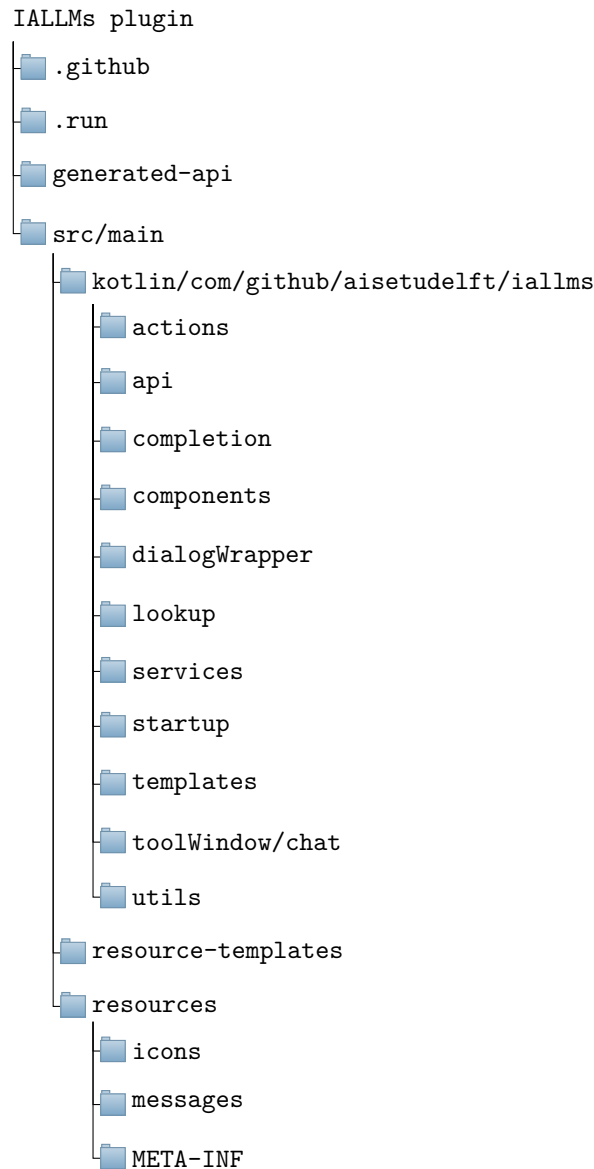 IALLMs plugin
.github
.run
generated-api
src/main
kotlin/com/github/aisetudelft/iallms
actions
api
completion
components
dialogWrapper
lookup
services
startup
templates
toolWindow/chat
utils
resource-templates
resources
icons
messages
META-INF